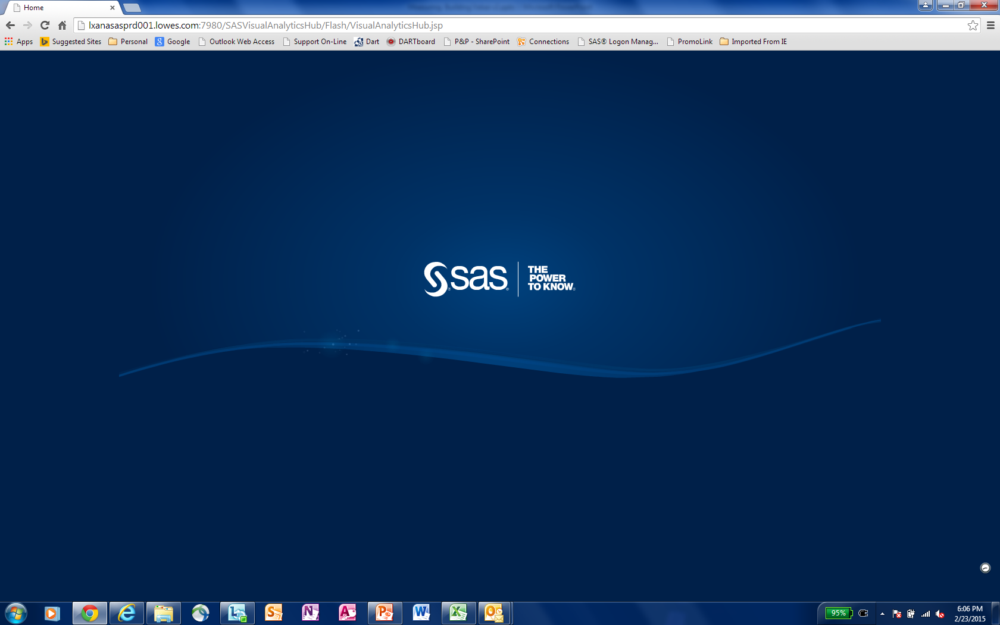 Home
lxanasasprd001.lowes.com:7980/SASVisualAnalyticsHub/Flash/VisualAnalyticsHub.jsp
Apps Suggested Sites Personal Google Outlook Web Access Support On-Line Dart DARTboard P&P - SharePoint Connections SAS® Logon Manag... PromoLink Imported From IE
sas® THE
POWER
TO KNOW®
95%
6:06 PM
2/23/2015